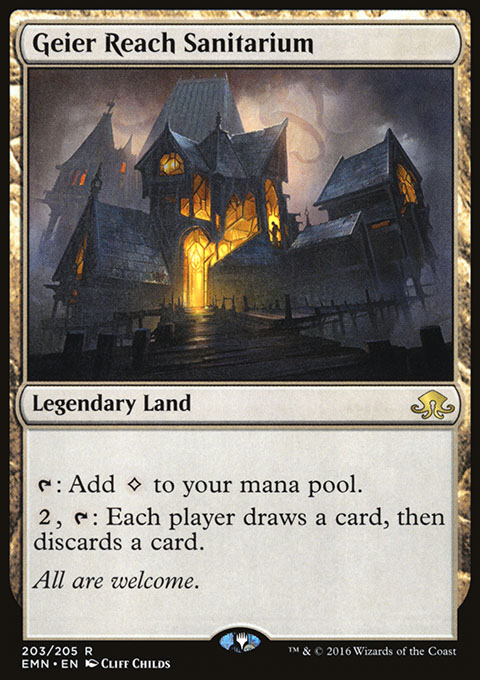 Geier Reach Sanitarium
Legendary Land
: Add to your mana pool.
2, : Each player draws a card, then
discards a card.
All are welcome.
203/205 R
EMN • EN Cliff Childs
™ & © 2016 Wizards of the Coast